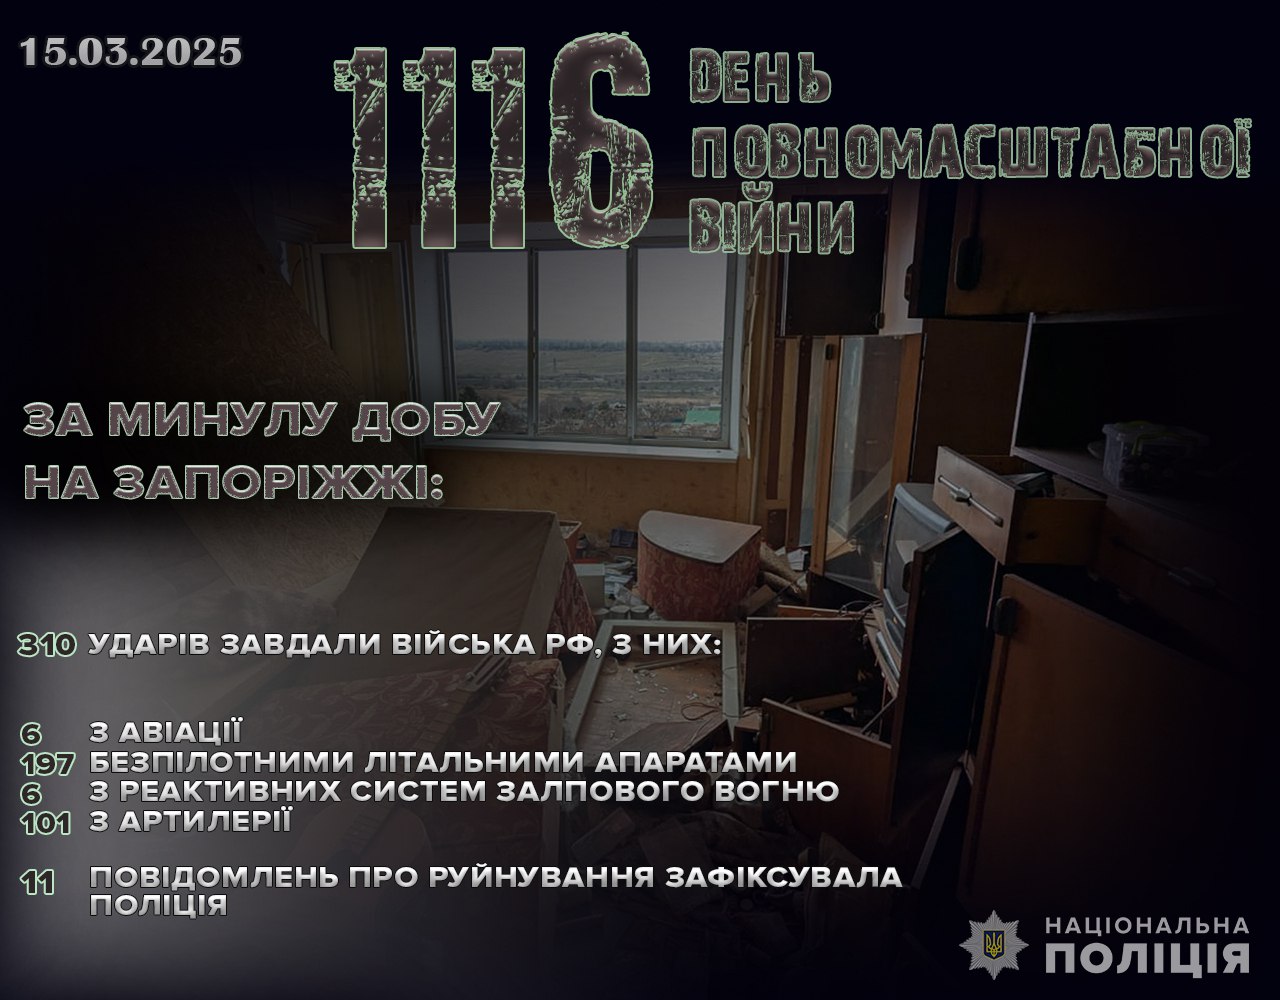 15.03.2025
1116
ДЕНЬ
ПОВНОМАСШТАБНОЇ
ВІЙНИ
ЗА МИНУЛУ ДОБУ
НА ЗАПОРІЖЖІ:
310 УДАРІВ ЗАВДАЛИ ВІЙСЬКА РФ, З НИХ:
6 З АВІАЦІЇ
197 БЕЗПІЛОТНИМИ ЛІТАЛЬНИМИ АПАРАТАМИ
6 З РЕАКТИВНИХ СИСТЕМ ЗАЛПОВОГО ВОГНЮ
101 З АРТИЛЕРІЇ
11 ПОВІДОМЛЕНЬ ПРО РУЙНУВАННЯ ЗАФІКСУВАЛА
ПОЛІЦІЯ
НАЦІОНАЛЬНА
ПОЛІЦІЯ